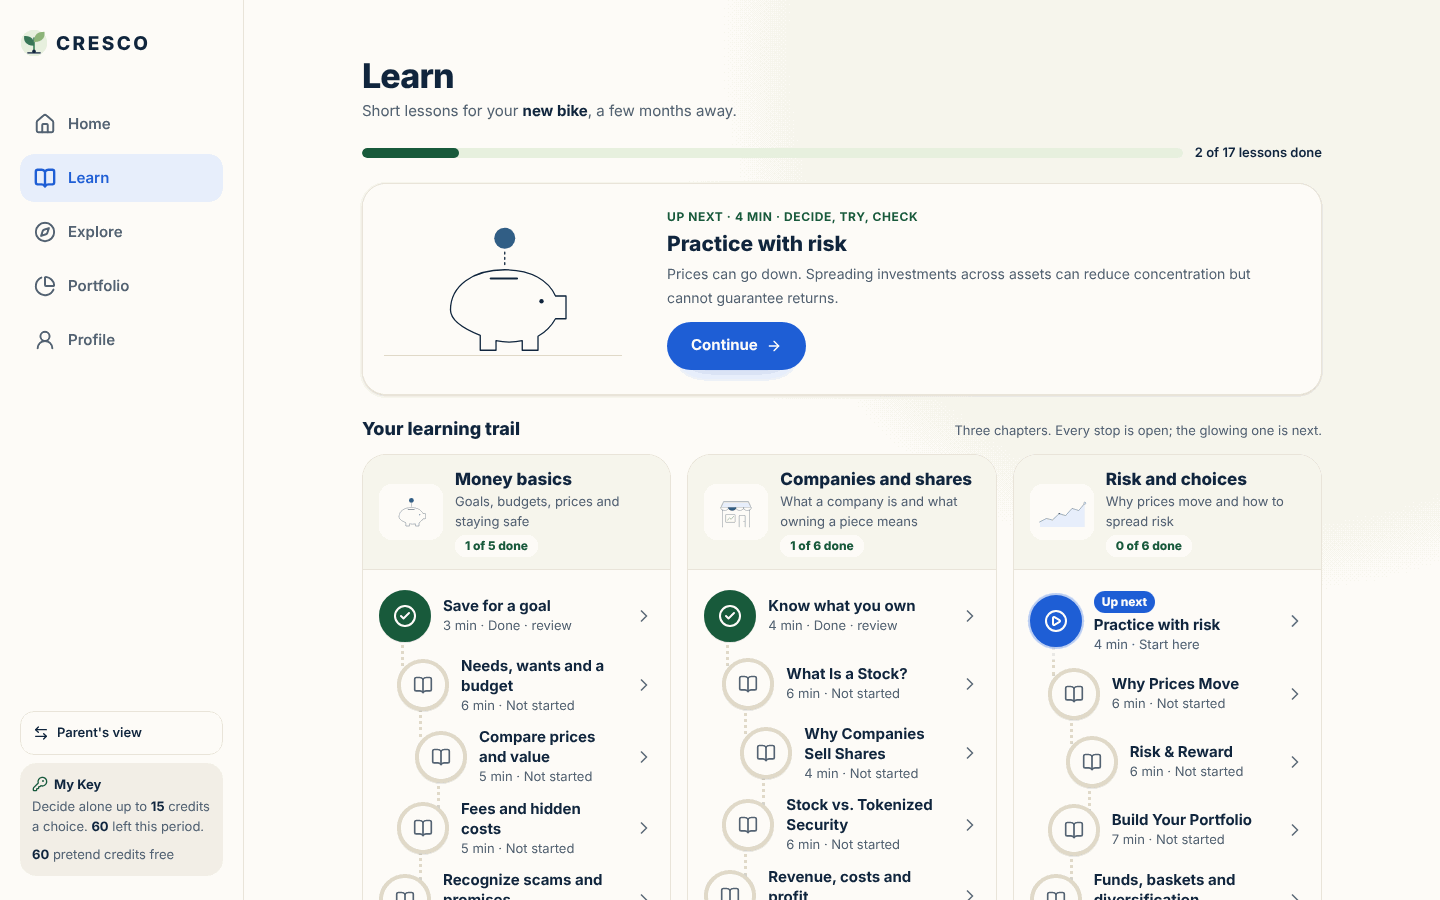 CRESCO
Home
Learn
Explore
Portfolio
Profile
Parent's view
My Key
Decide alone up to 15 credits
a choice. 60 left this period.
60 pretend credits free
Learn
Short lessons for your new bike, a few months away.
2 of 17 lessons done
UP NEXT · 4 MIN · DECIDE, TRY, CHECK
Practice with risk
Prices can go down. Spreading investments across assets can reduce concentration but
cannot guarantee returns.
Continue
Your learning trail
Three chapters. Every stop is open; the glowing one is next.
Money basics
Goals, budgets, prices and
staying safe
1 of 5 done
Save for a goal
3 min · Done · review
Needs, wants and a
budget
6 min · Not started
Compare prices
and value
5 min · Not started
Fees and hidden
costs
5 min · Not started
Recognize scams and
promises
Companies and shares
What a company is and what
owning a piece means
1 of 6 done
Know what you own
4 min · Done · review
What Is a Stock?
6 min · Not started
Why Companies
Sell Shares
4 min · Not started
Stock vs. Tokenized
Security
6 min · Not started
Revenue, costs and
profit
Risk and choices
Why prices move and how to
spread risk
0 of 6 done
Up next
Practice with risk
4 min · Start here
Why Prices Move
6 min · Not started
Risk & Reward
6 min · Not started
Build Your Portfolio
7 min · Not started
Funds, baskets and
diversification